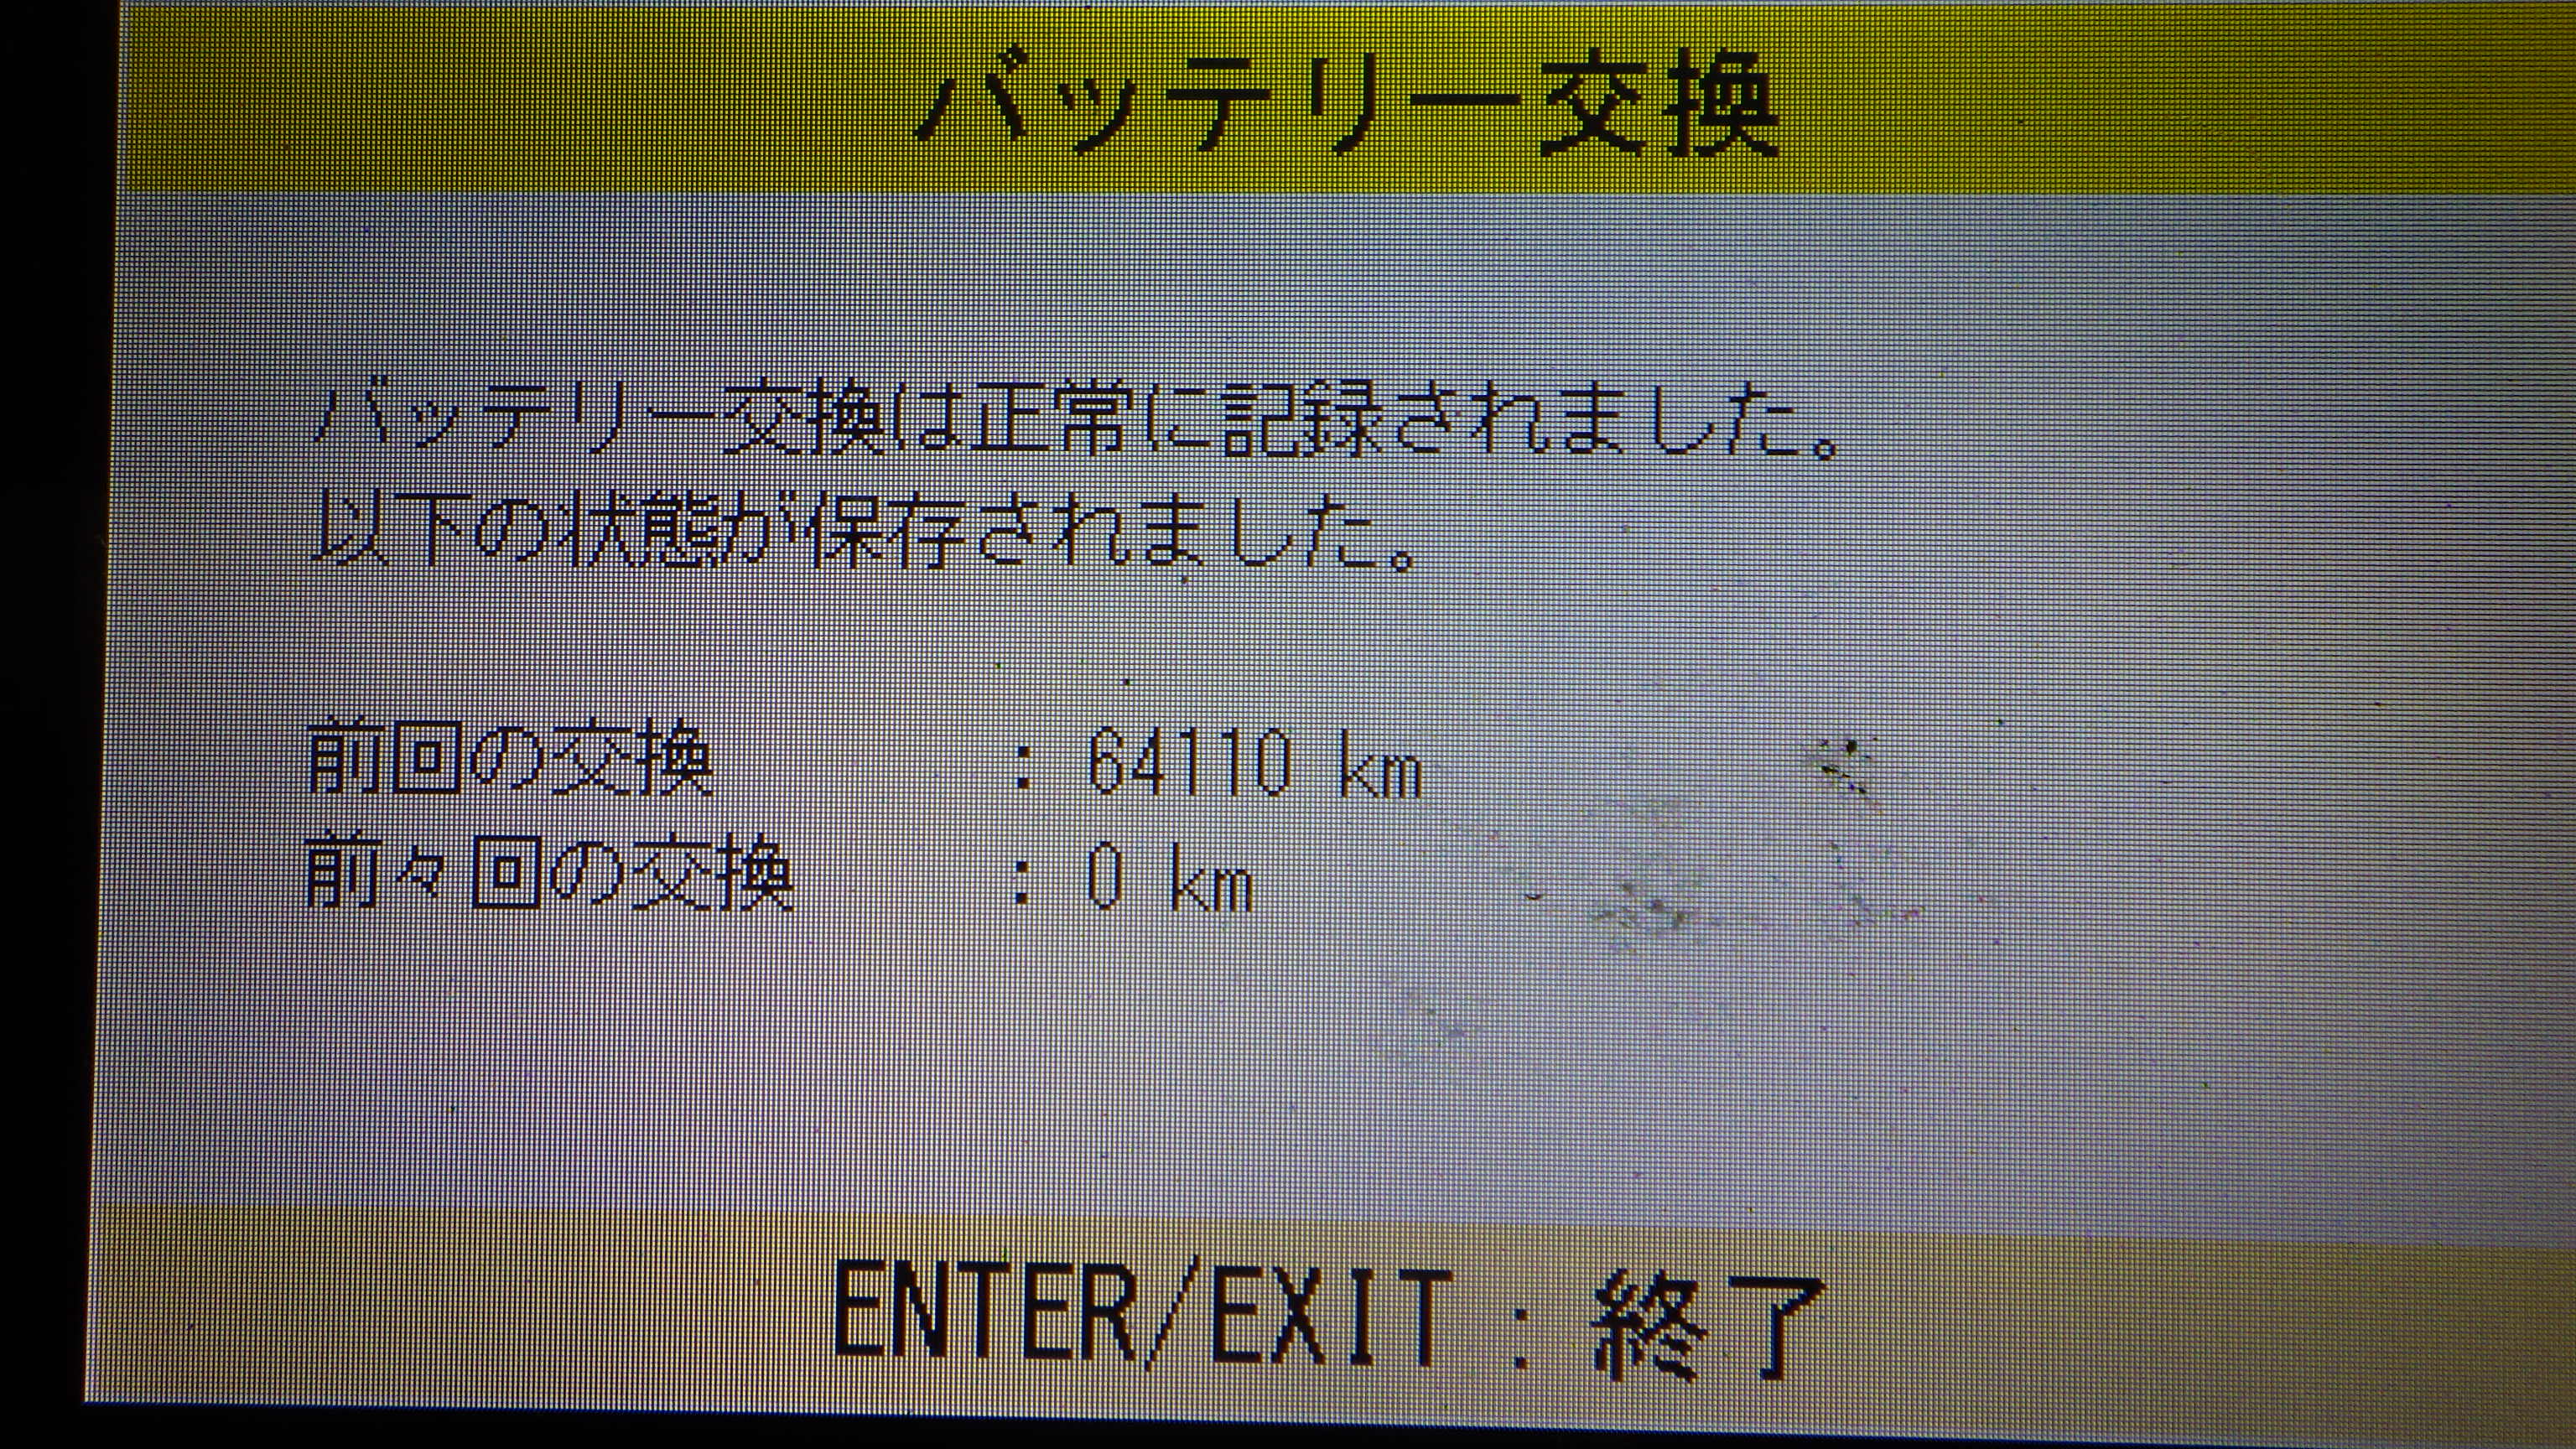 バッテリー交換
バッテリー交換は正常に記録されました。
以下の状態が保存されました。
前回の交換 : 64110 km
前々回の交換 : 0 km
ENTER/EXIT : 終了